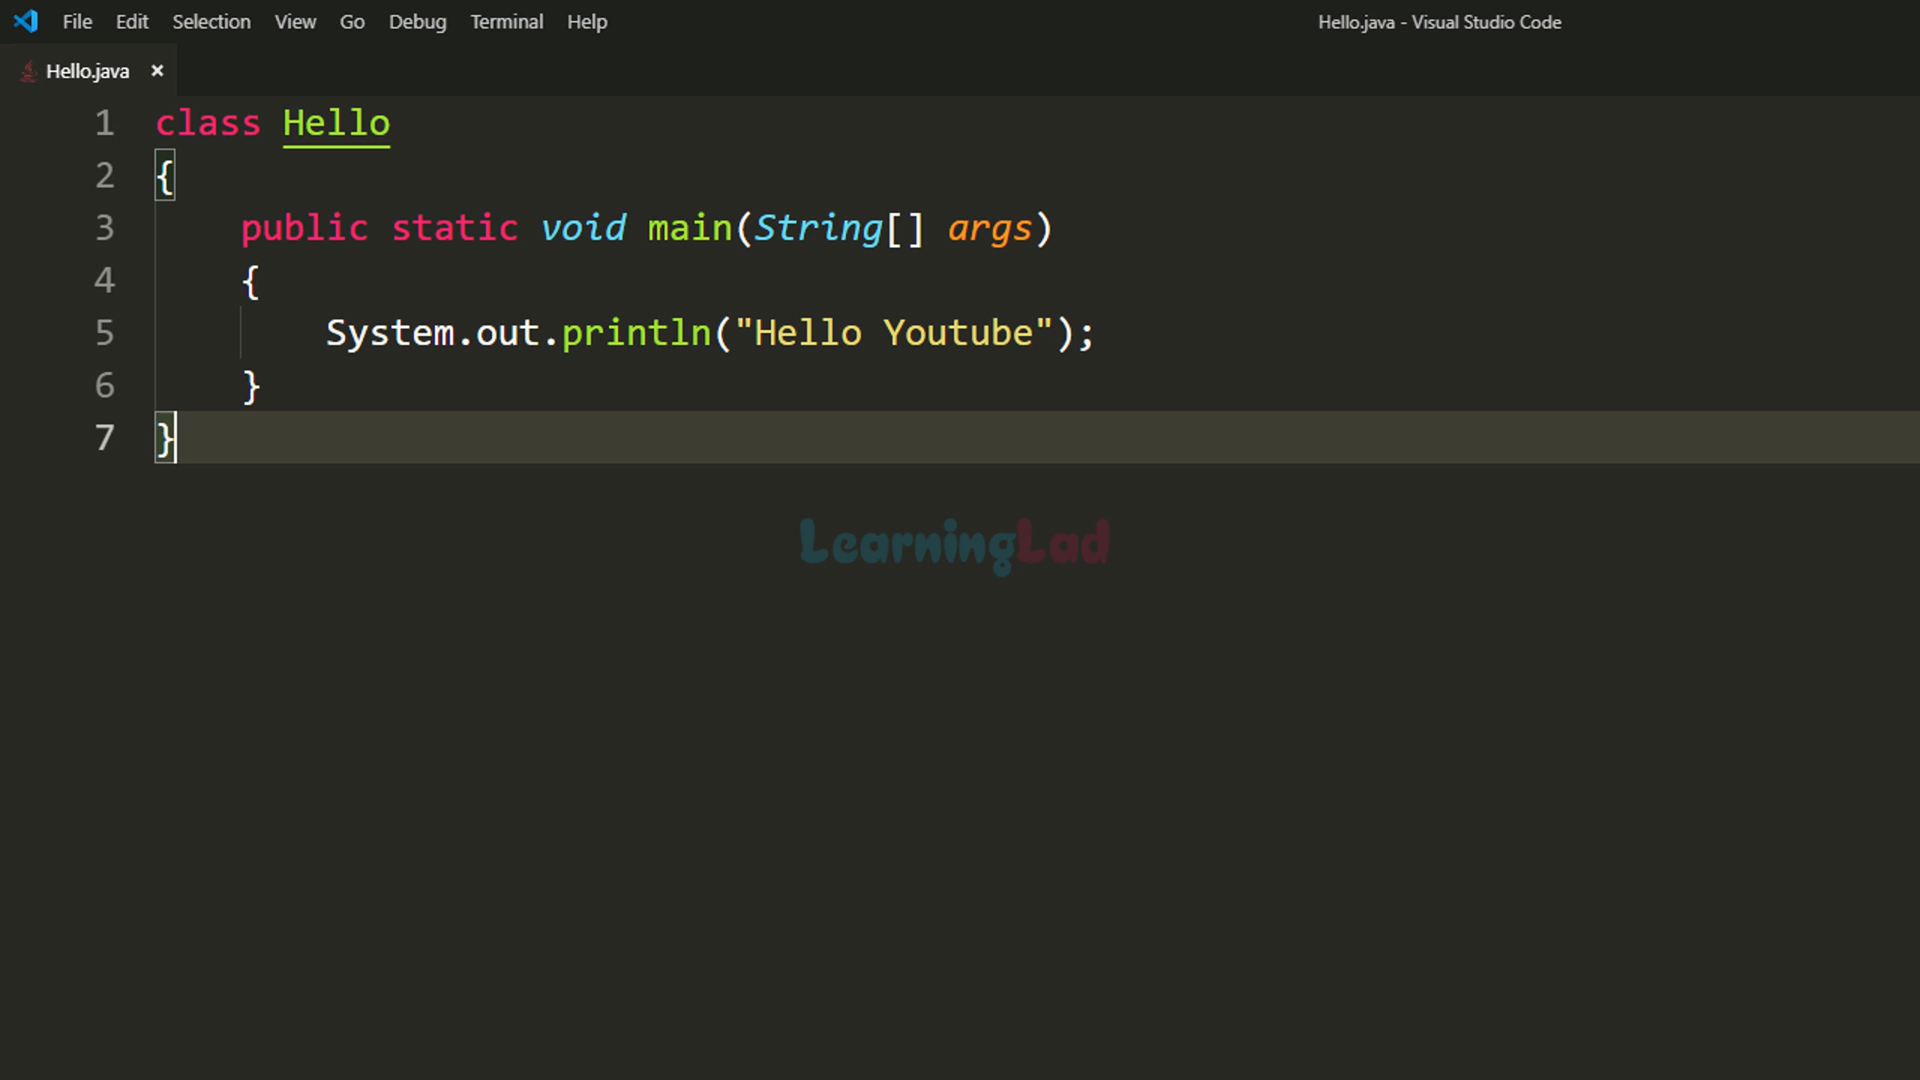 File Edit Selection View Go Debug Terminal Help Hello.java - Visual Studio Code
Hello.java ×
1 class Hello
2 {
3     public static void main(String[] args)
4     {
5         System.out.println("Hello Youtube");
6     }
7 }
LearningLad